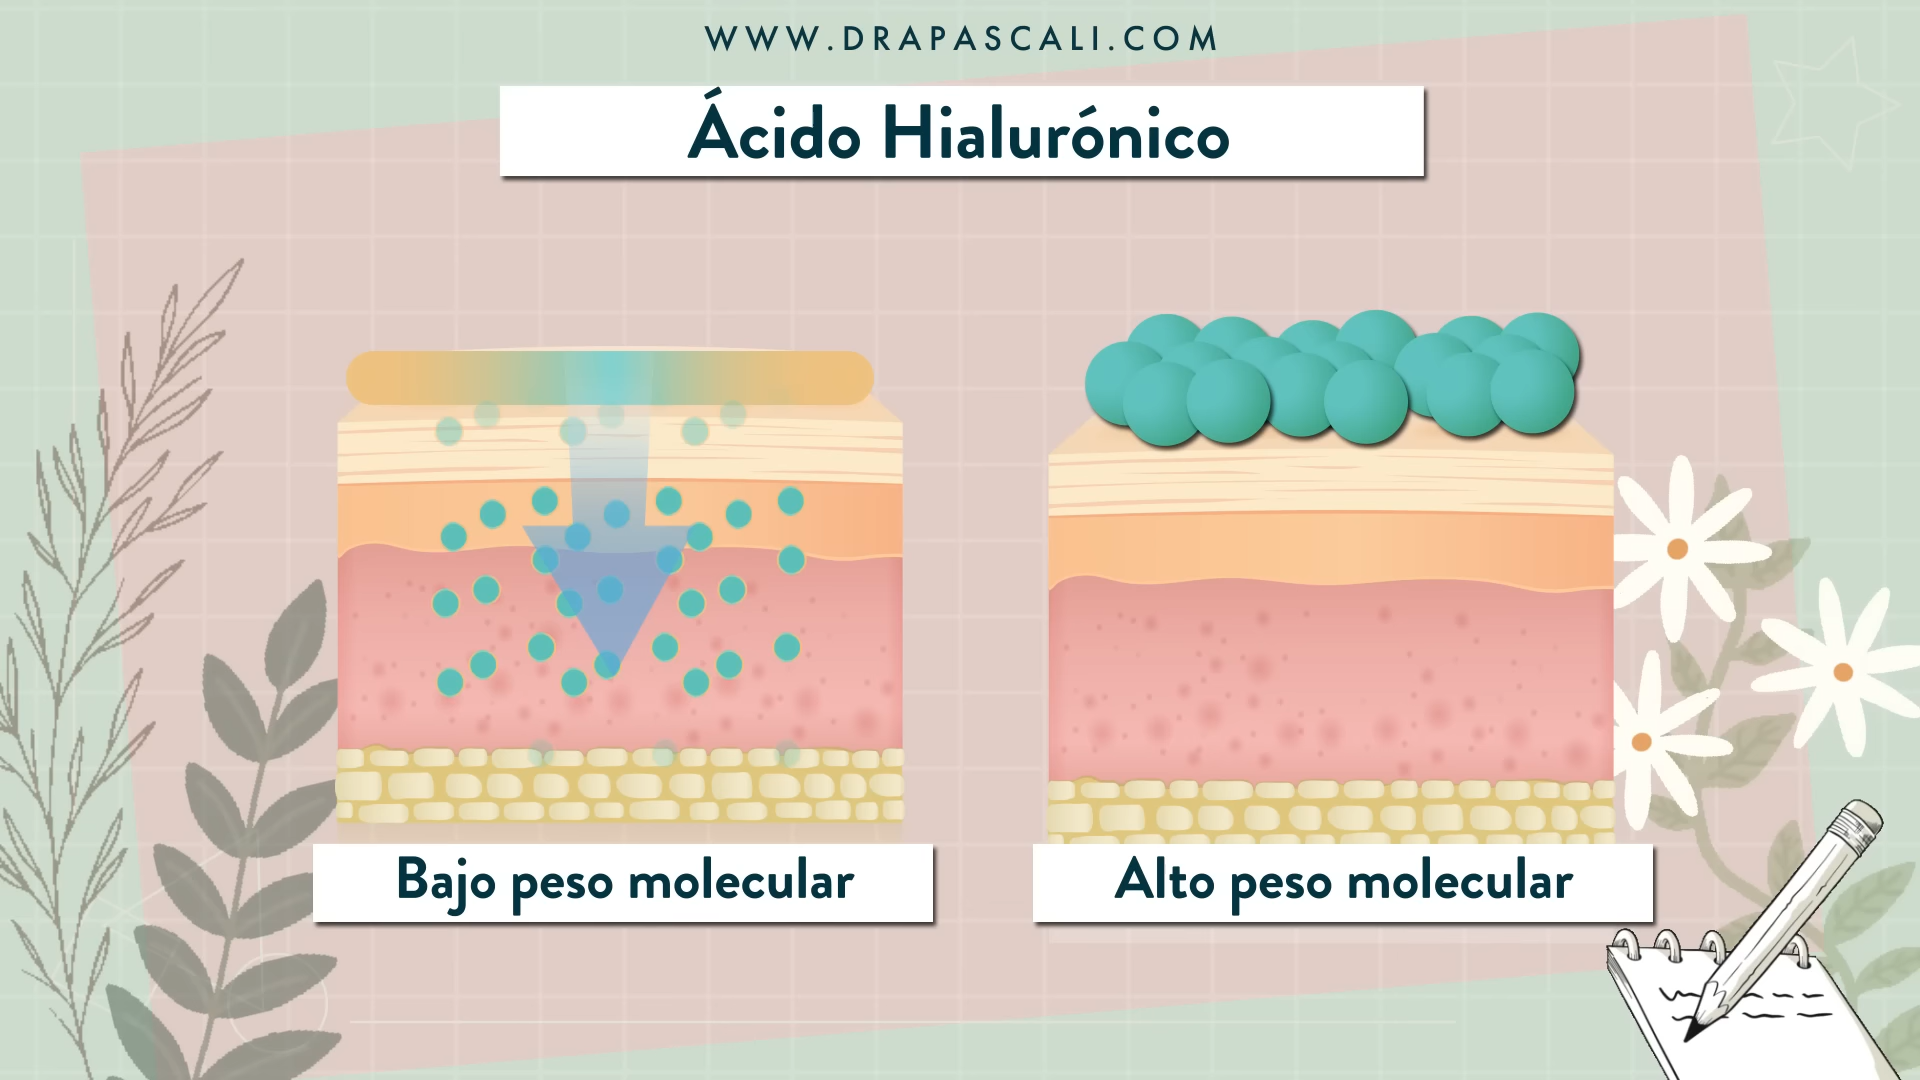 WWW.DRAPASCALI.COM
Ácido Hialurónico
Bajo peso molecular
Alto peso molecular